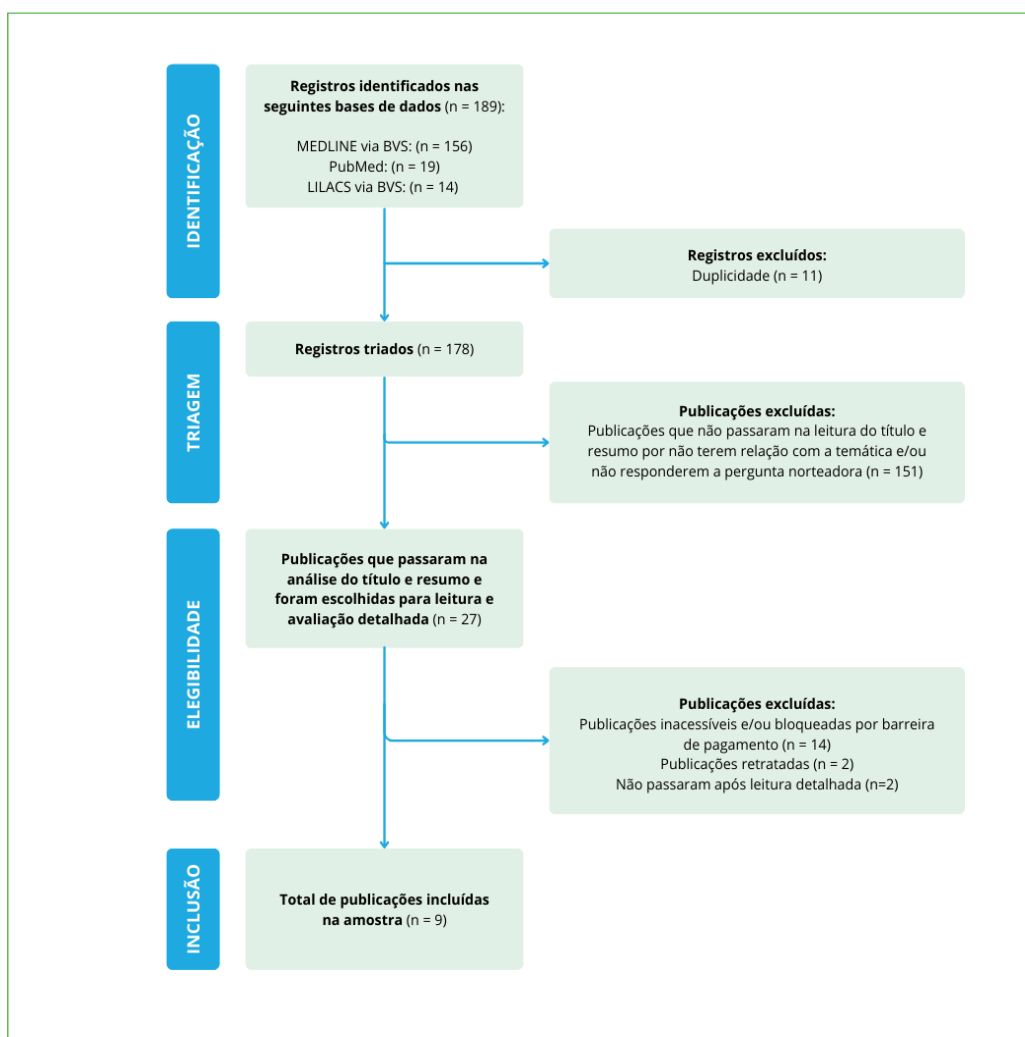 IDENTIFICAÇÃO
Registros identificados nas
seguintes bases de dados (n = 189):
MEDLINE via BVS: (n = 156)
PubMed: (n = 19)
LILACS via BVS: (n = 14)
Registros excluídos:
Duplicidade (n = 11)
TRIAGEM
Registros triados (n = 178)
Publicações excluídas:
Publicações que não passaram na leitura do título e
resumo por não terem relação com a temática e/ou
não responderem a pergunta norteadora (n = 151)
ELEGIBILIDADE
Publicações que passaram na
análise do título e resumo e
foram escolhidas para leitura e
avaliação detalhada (n = 27)
Publicações excluídas:
Publicações inacessíveis e/ou bloqueadas por barreira
de pagamento (n = 14)
Publicações retratadas (n = 2)
Não passaram após leitura detalhada (n=2)
INCLUSÃO
Total de publicações incluídas
na amostra (n = 9)